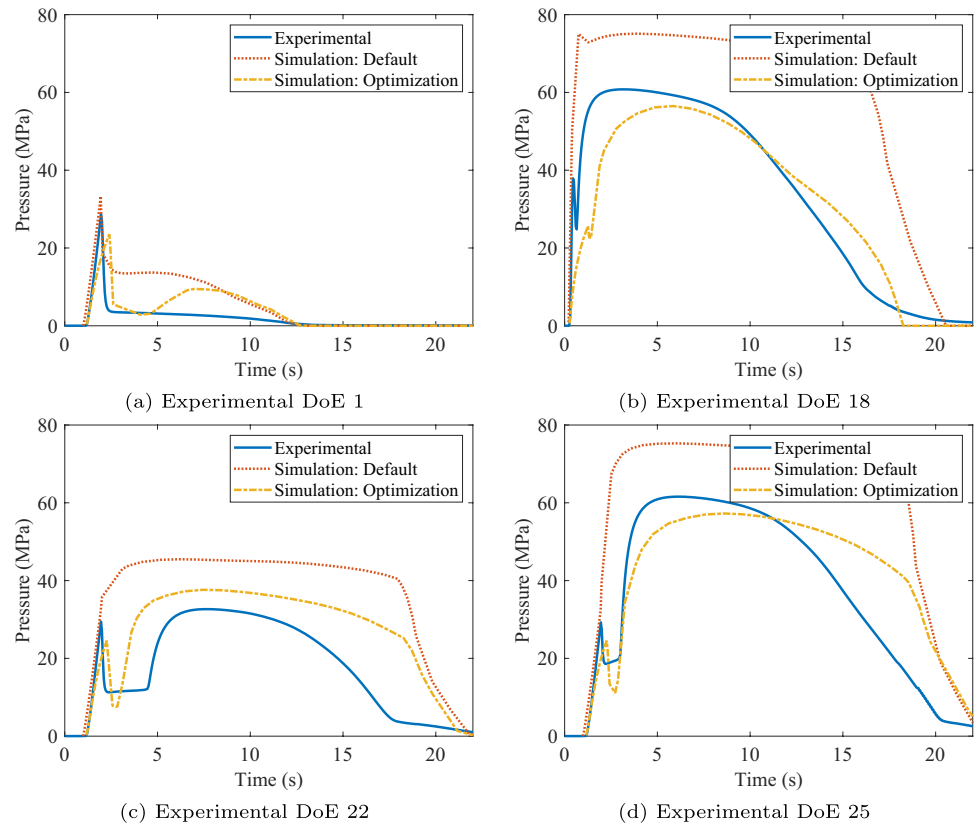 80
60
40
20
0
Pressure (MPa)
Experimental
Simulation: Default
Simulation: Optimization
0 5 10 15 20
Time (s)
(a) Experimental DoE 1
80
60
40
20
0
Pressure (MPa)
Experimental
Simulation: Default
Simulation: Optimization
0 5 10 15 20
Time (s)
(b) Experimental DoE 18
80
60
40
20
0
Pressure (MPa)
Experimental
Simulation: Default
Simulation: Optimization
0 5 10 15 20
Time (s)
(c) Experimental DoE 22
80
60
40
20
0
Pressure (MPa)
Experimental
Simulation: Default
Simulation: Optimization
0 5 10 15 20
Time (s)
(d) Experimental DoE 25